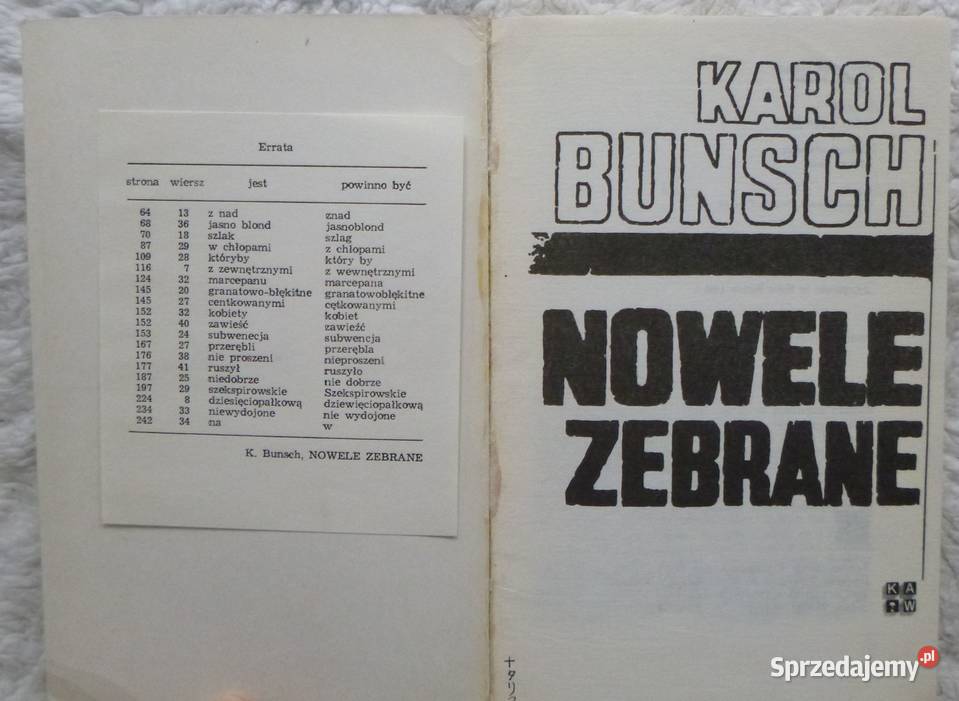 Errata
strona wiersz jest powinno być
64 13 z nad znad
68 36 jasno blond jasnoblond
70 18 szlak szlag
87 29 w chłopami z chłopami
109 28 któryby który by
116 7 z zewnętrznymi z wewnętrznymi
124 32 marcepanu marcepana
145 20 granatowo-błękitne granatowobłękitne
145 27 centkowanymi cętkowanymi
152 32 kobiety kobiet
152 40 zawieść zawieźć
153 24 subwenecja subwencja
167 27 przerębli przerębla
176 38 nie proszeni nieproszeni
177 41 ruszył ruszyło
187 25 niedobrze nie dobrze
197 29 szekspirowskie Szekspirowskie
224 8 dziesięciopałkową dziewięciopałkową
234 33 niewydojone nie wydojone
242 34 na w
K. Bunsch, NOWELE ZEBRANE
KAROL
BUNSCH
NOWELE
ZEBRANE
KA
W
Sprzedajemy.pl